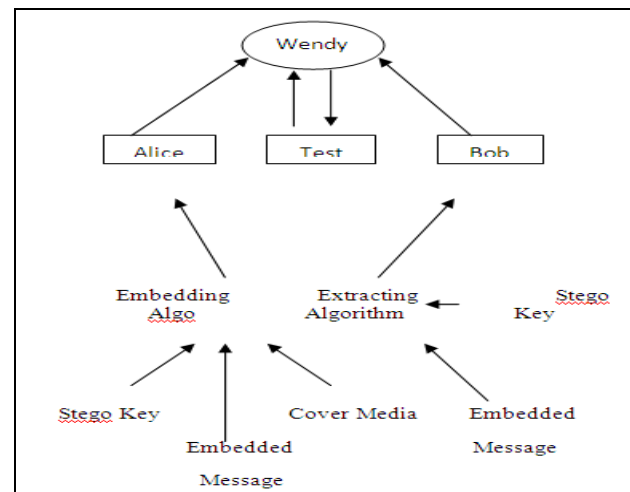 Wendy
Alice
Test
Bob
Embedding
Algo
Extracting
Algorithm
Stego
Key
Stego Key
Cover Media
Embedded
Message
Embedded
Message